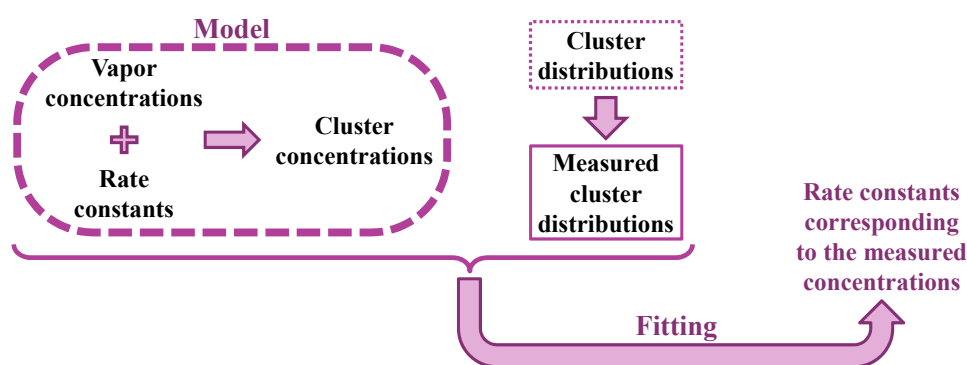 Model
Vapor
concentrations
Rate
constants
Cluster
concentrations
Cluster
distributions
Measured
cluster
distributions
Fitting
Rate constants
corresponding
to the measured
concentrations